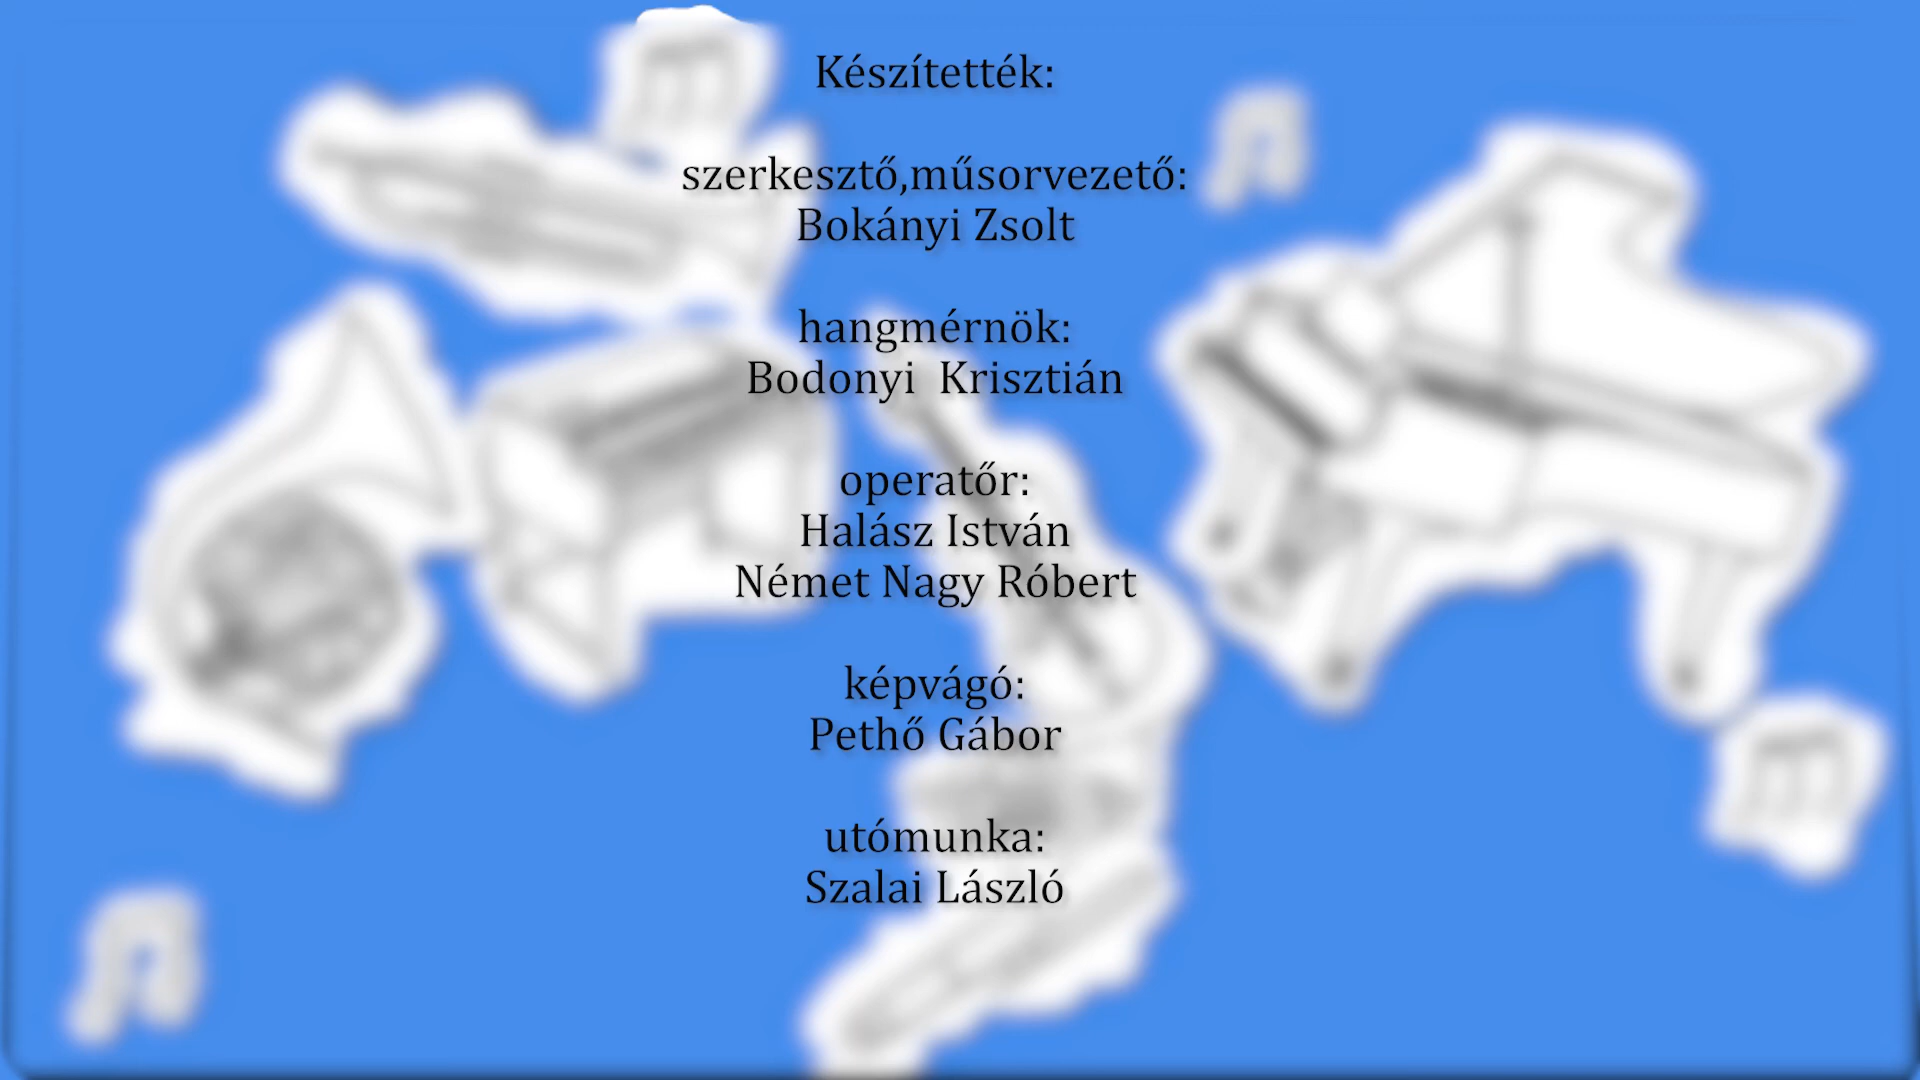 Készítették:
szerkesztő,műsorvezető:
Bokányi Zsolt
hangmérnök:
Bodonyi  Krisztián
operatőr:
Halász István
Német Nagy Róbert
képvágó:
Pethő Gábor
utómunka:
Szalai László